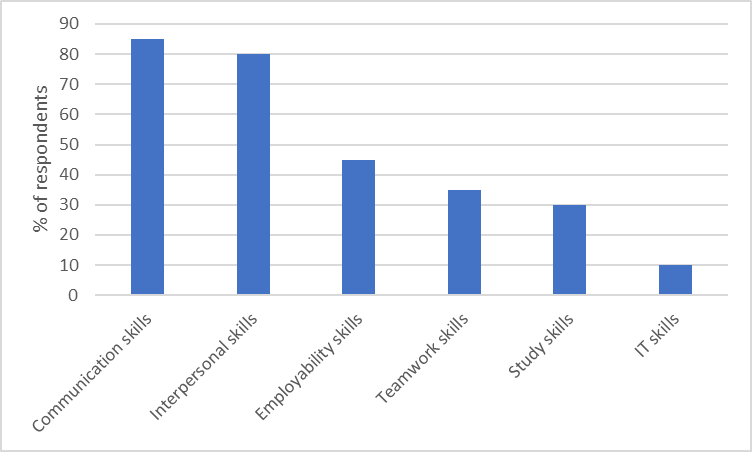 90
80
70
60
50
40
30
20
10
0
% of respondents
Communication skills
Interpersonal skills
Employability skills
Teamwork skills
Study skills
IT skills